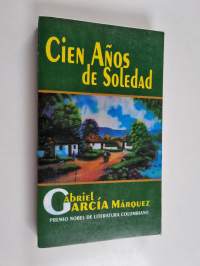 Cien Años
de Soledad
Gabriel
García Márquez
Premio Nobel de Literatura Colombiano